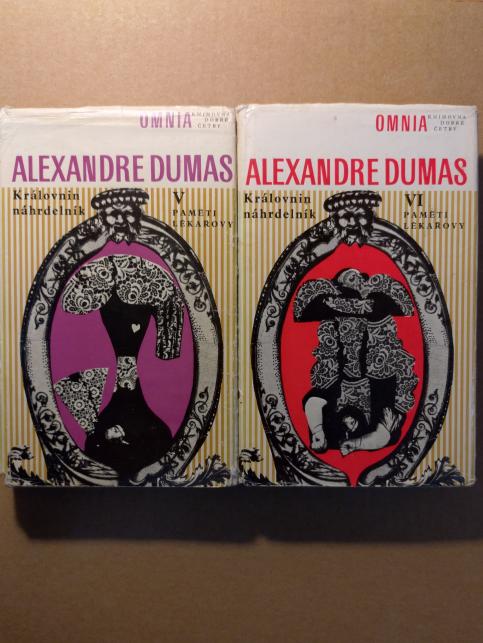 OMNIA KNIHOVNA
DOBRÉ
ČETBY
ALEXANDRE DUMAS
Královnin
náhrdelník
V
PAMĚTI
LÉKAŘOVY
OMNIA KNIHOVNA
DOBRÉ
ČETBY
ALEXANDRE DUMAS
Královnin
náhrdelník
VI
PAMĚTI
LÉKAŘOVY